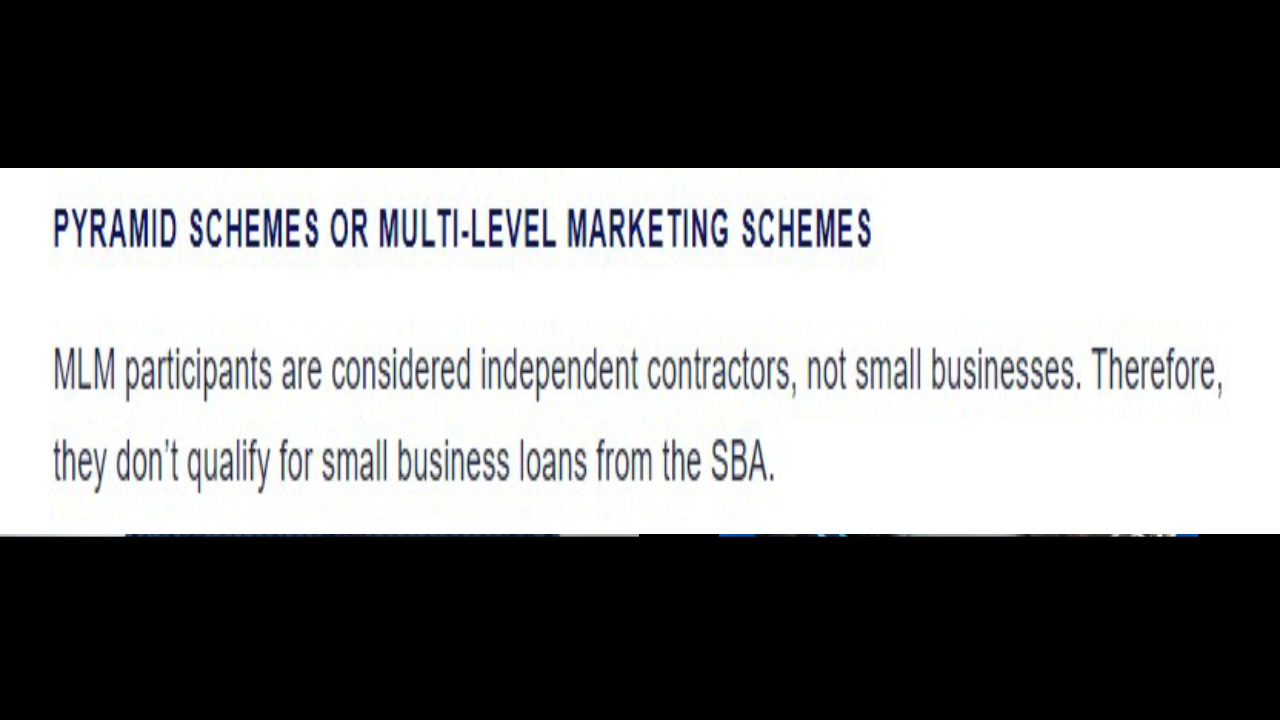 PYRAMID SCHEMES OR MULTI-LEVEL MARKETING SCHEMES
MLM participants are considered independent contractors, not small businesses. Therefore,
they don’t qualify for small business loans from the SBA.